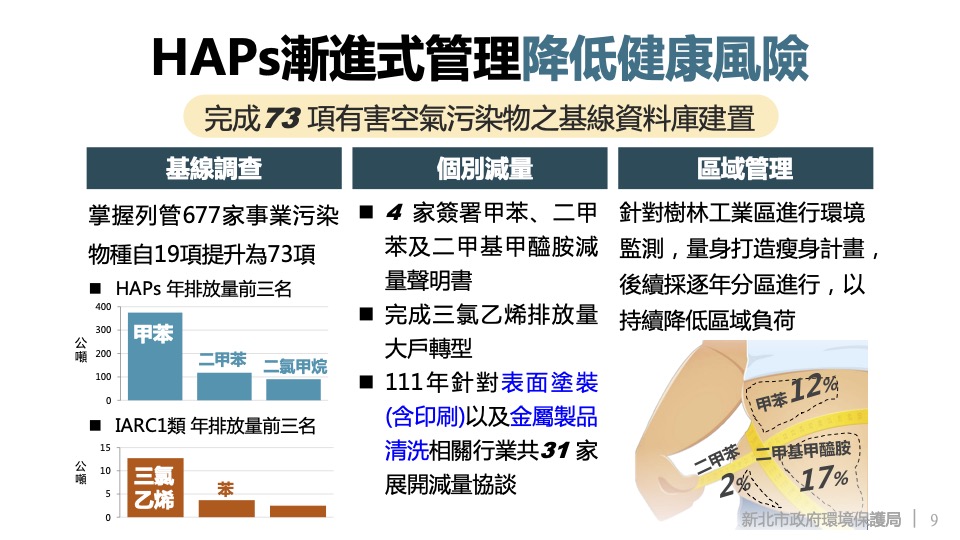 HAPs漸進式管理降低健康風險
完成73 項有害空氣污染物之基線資料庫建置
基線調查
掌握列管677家事業污染
物種自19項提升為73項
■ HAPs 年排放量前三名
公噸
400
300
200
100
0
甲苯
二甲苯
二氯甲烷
■ IARC1類 年排放量前三名
公噸
15
10
5
0
三氯
乙烯
苯
個別減量
■ 4 家簽署甲苯、二甲
苯及二甲基甲醯胺減
量聲明書
■ 完成三氯乙烯排放量
大戶轉型
■ 111年針對表面塗裝
(含印刷)以及金屬製品
清洗相關行業共31 家
展開減量協談
區域管理
針對樹林工業區進行環境
監測，量身打造瘦身計畫，
後續採逐年分區進行，以
持續降低區域負荷
甲苯12%
二甲苯
2%
二甲基甲醯胺
17%
新北市政府環境保護局 | 9